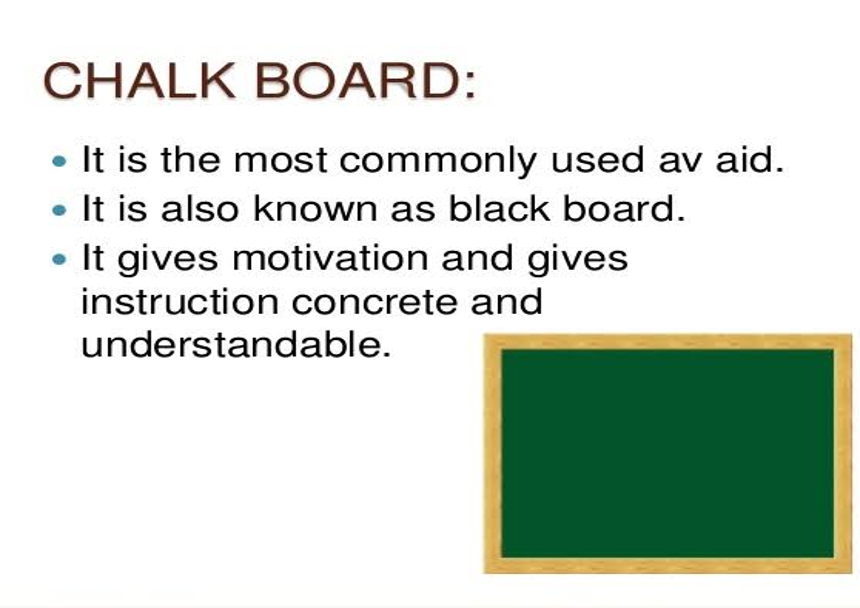 CHALK BOARD:
• It is the most commonly used av aid.
• It is also known as black board.
• It gives motivation and gives
instruction concrete and
understandable.